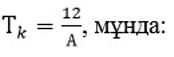 Tₖ = 12/A, мұнда: